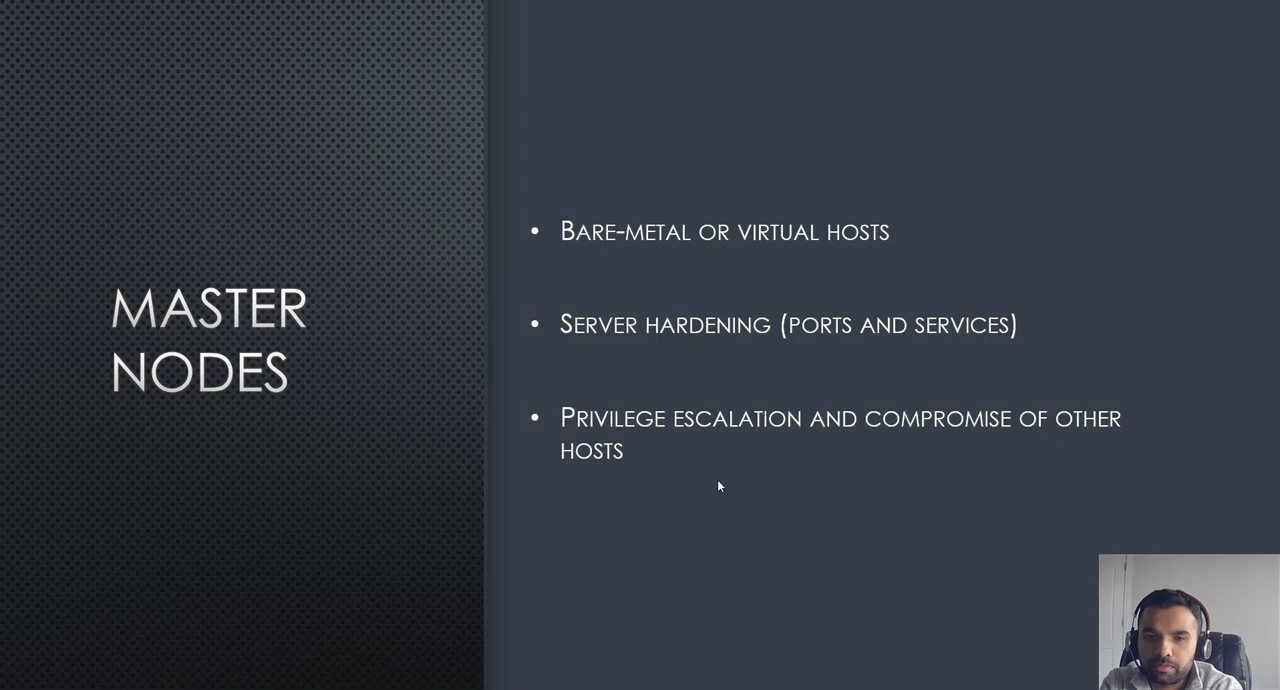 MASTER
NODES
• BARE-METAL OR VIRTUAL HOSTS
• SERVER HARDENING (PORTS AND SERVICES)
• PRIVILEGE ESCALATION AND COMPROMISE OF OTHER
HOSTS